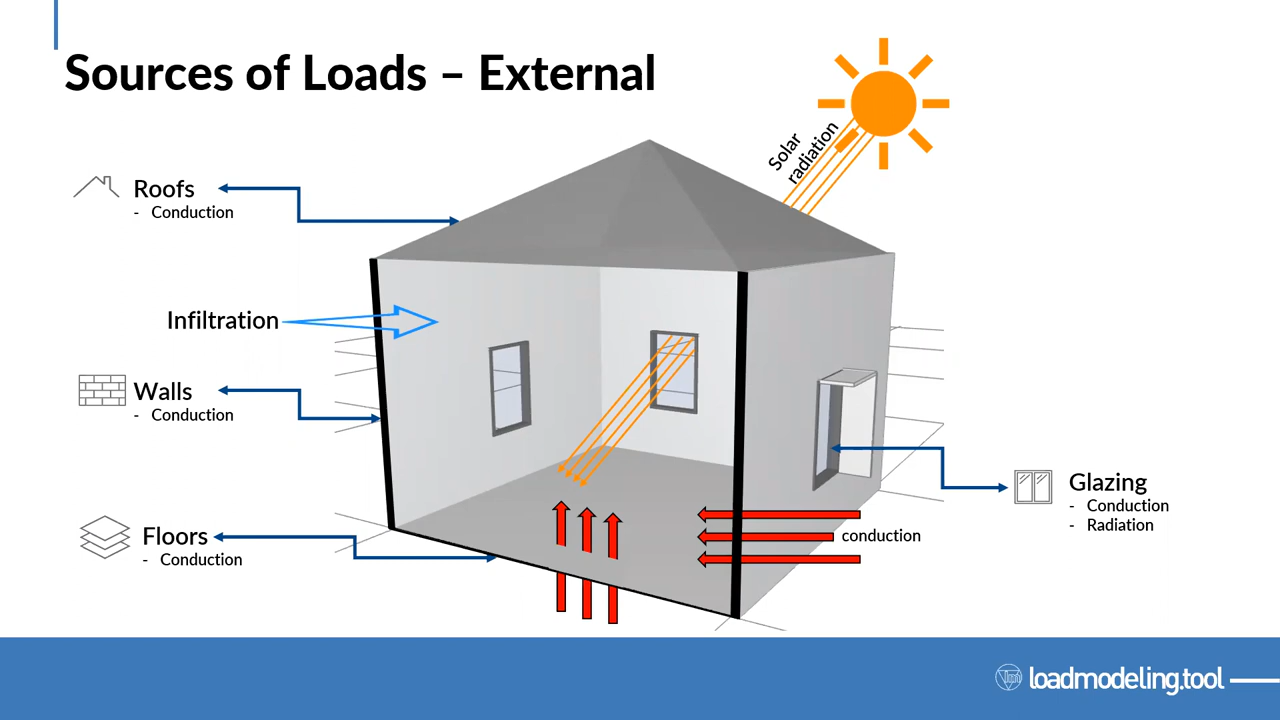 Sources of Loads – External
Solar
radiation
Roofs
- Conduction
Infiltration
Walls
- Conduction
Glazing
- Conduction
- Radiation
Floors
- Conduction
conduction
loadmodeling.tool